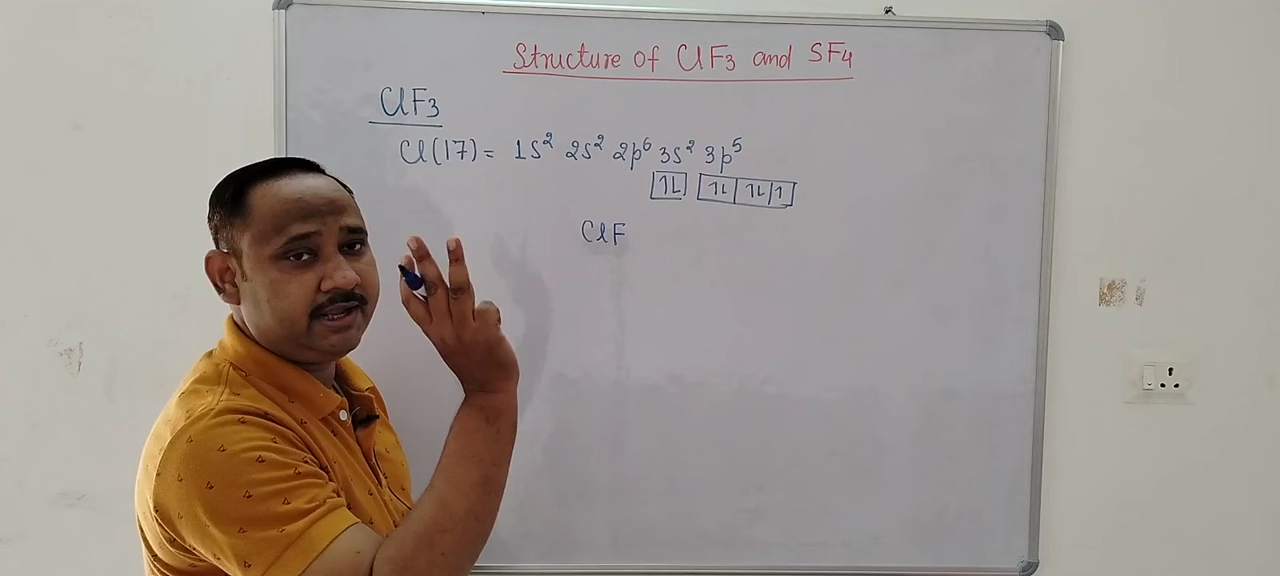 Structure of ClF3 and SF4
ClF3
Cl(17) = 1s² 2s² 2p⁶ 3s² 3p⁵
1L 1L 1L 1
ClF